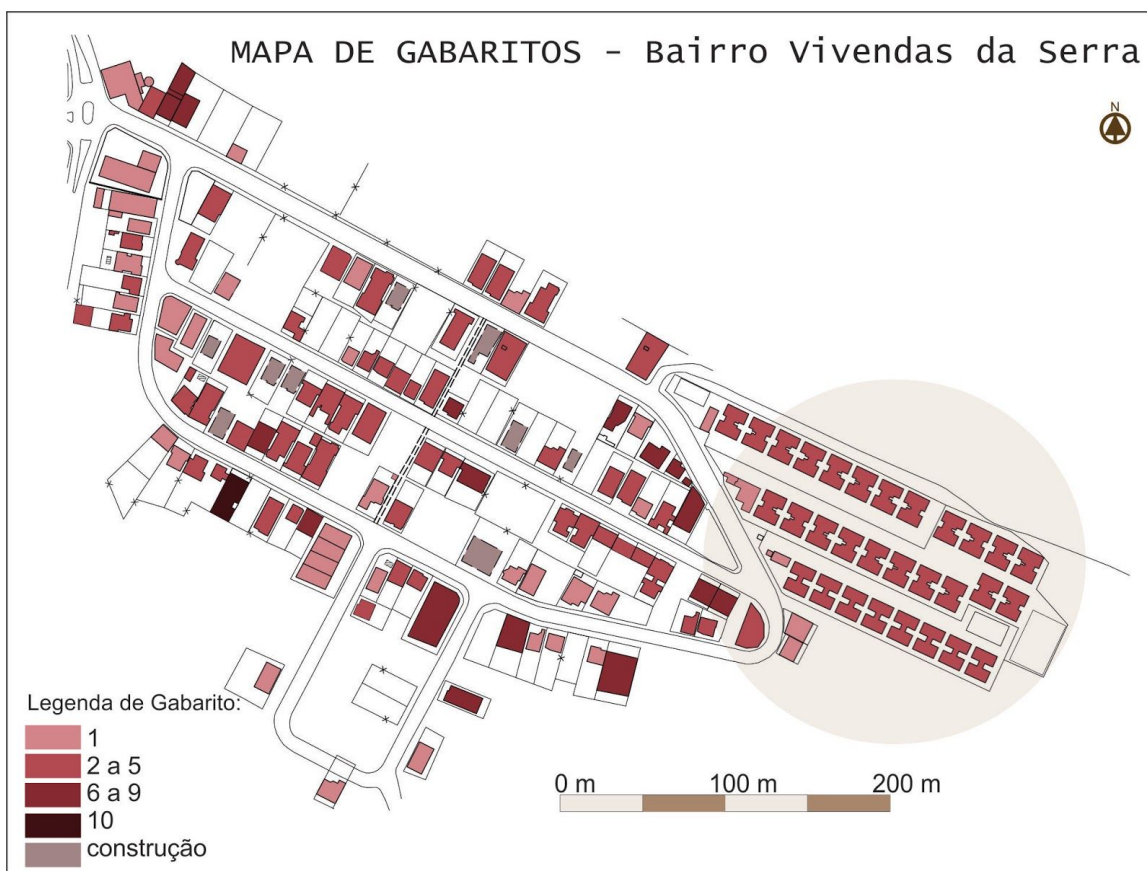 MAPA DE GABARITOS - Bairro Vivendas da Serra
N
Legenda de Gabarito:
1
2 a 5
6 a 9
10
construção
0 m 100 m 200 m